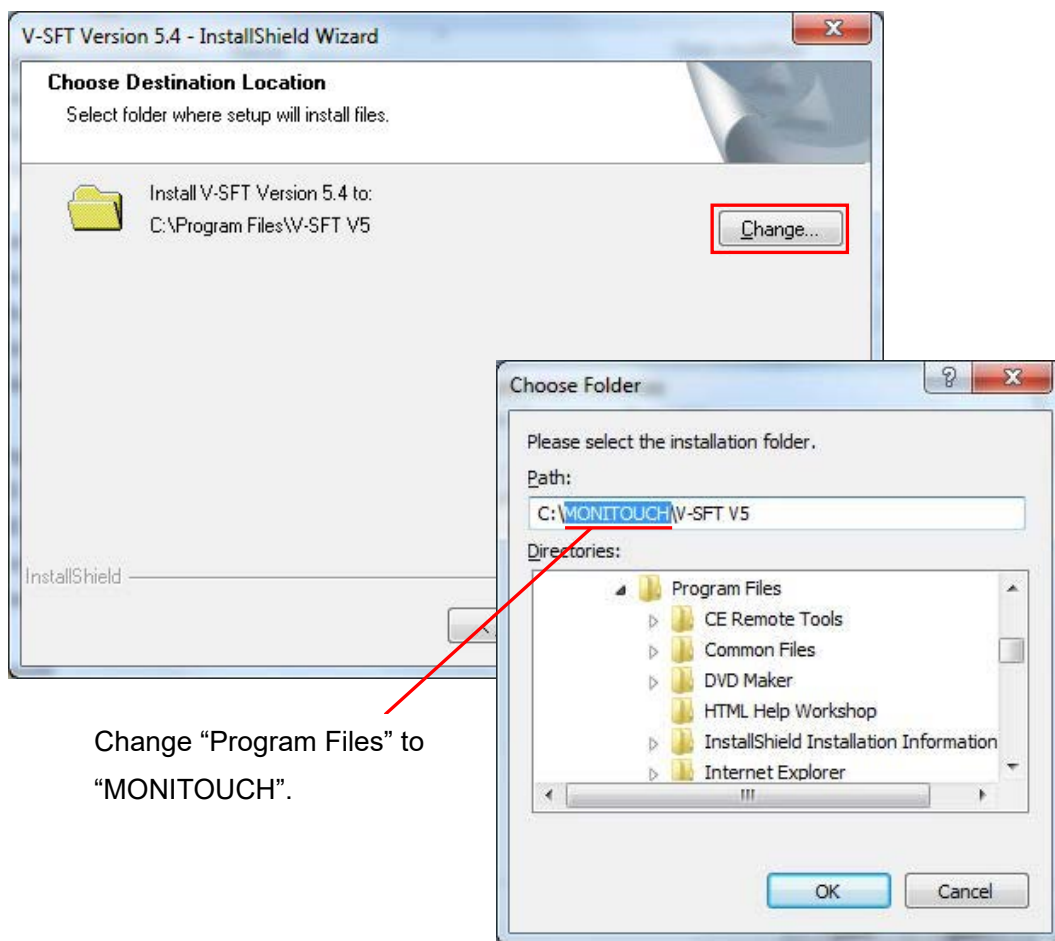 V-SFT Version 5.4 - InstallShield Wizard
Choose Destination Location
Select folder where setup will install files.
Install V-SFT Version 5.4 to:
C:\Program Files\V-SFT V5
Change...
InstallShield
<
Choose Folder
Please select the installation folder.
Path:
C:\MONITOUCH\V-SFT V5
Directories:
Program Files
CE Remote Tools
Common Files
DVD Maker
HTML Help Workshop
InstallShield Installation Information
Internet Explorer
OK
Cancel
Change “Program Files” to
“MONITOUCH”.